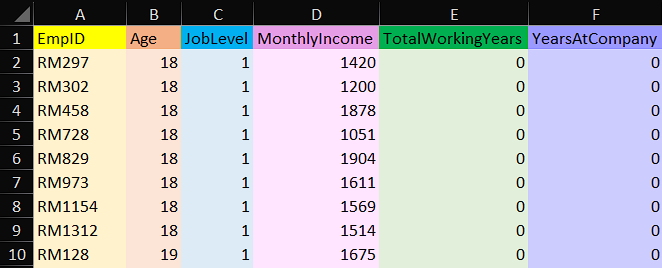 A B C D E F
1 EmpID Age JobLevel MonthlyIncome TotalWorkingYears YearsAtCompany
2 RM297 18 1 1420 0 0
3 RM302 18 1 1200 0 0
4 RM458 18 1 1878 0 0
5 RM728 18 1 1051 0 0
6 RM829 18 1 1904 0 0
7 RM973 18 1 1611 0 0
8 RM1154 18 1 1569 0 0
9 RM1312 18 1 1514 0 0
10 RM128 19 1 1675 0 0